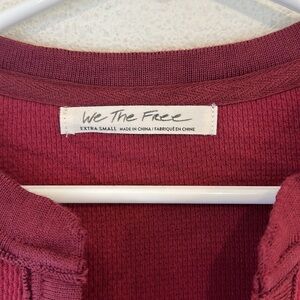 We The Free
EXTRA SMALL MADE IN CHINA / FABRIQUÉ EN CHINE